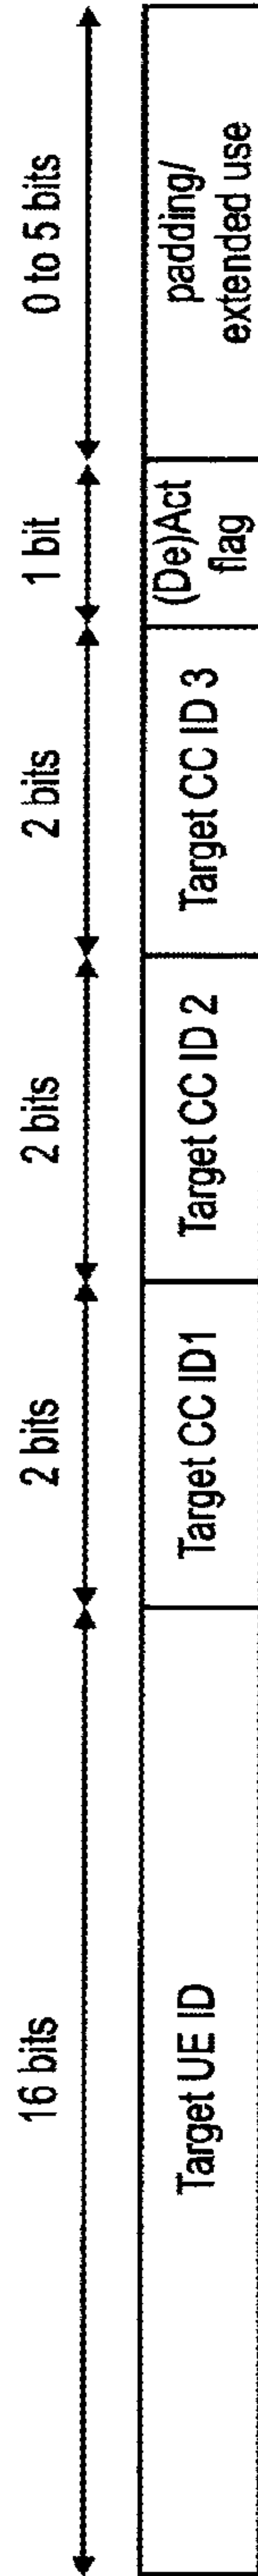 16 bits
2 bits
2 bits
2 bits
1 bit
0 to 5 bits
Target UE ID
Target CC ID1
Target CC ID 2
Target CC ID 3
(De)Act
flag
padding/
extended use